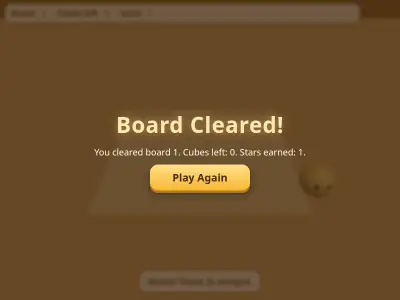 Board Cleared!
You cleared board 1. Cubes left: 0. Stars earned: 1.
Play Again